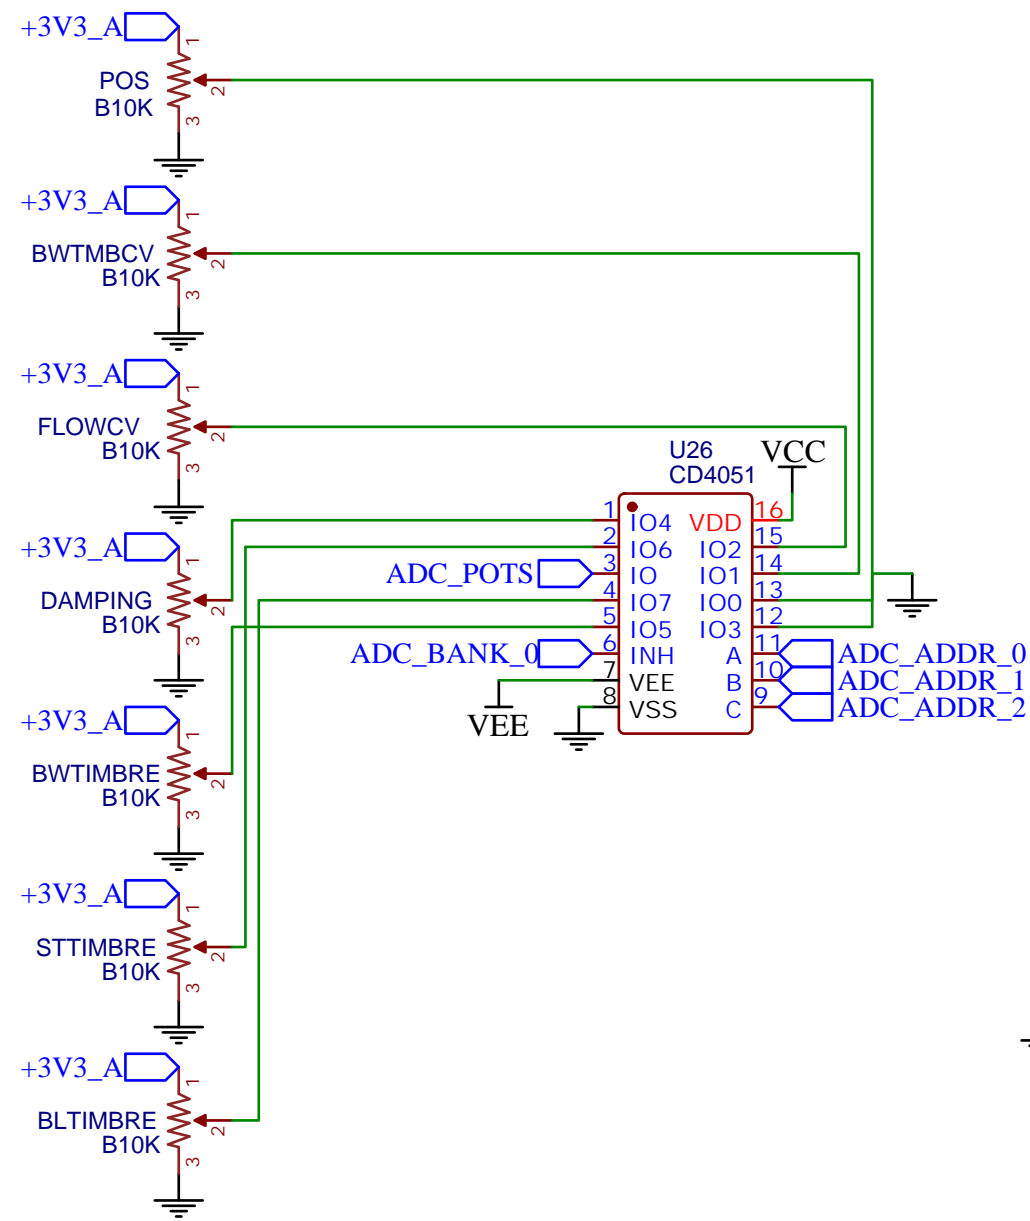 +3V3_A
1
POS
2
B10K
3
+3V3_A
1
BWTMBCV
2
B10K
3
+3V3_A
1
FLOWCV
2
B10K
3
+3V3_A
1
DAMPING
2
B10K
3
+3V3_A
1
BWTIMBRE
2
B10K
3
+3V3_A
1
STTIMBRE
2
B10K
3
+3V3_A
1
BLTIMBRE
2
B10K
3
U26
CD4051
VCC
1 IO4 VDD 16
2 IO6 IO2 15
ADC_POTS 3 IO IO1 14
4 IO7 IO0 13
5 IO5 IO3 12
ADC_BANK_0 6 INH A 11 ADC_ADDR_0
7 VEE B 10 ADC_ADDR_1
8 VSS C 9 ADC_ADDR_2
VEE